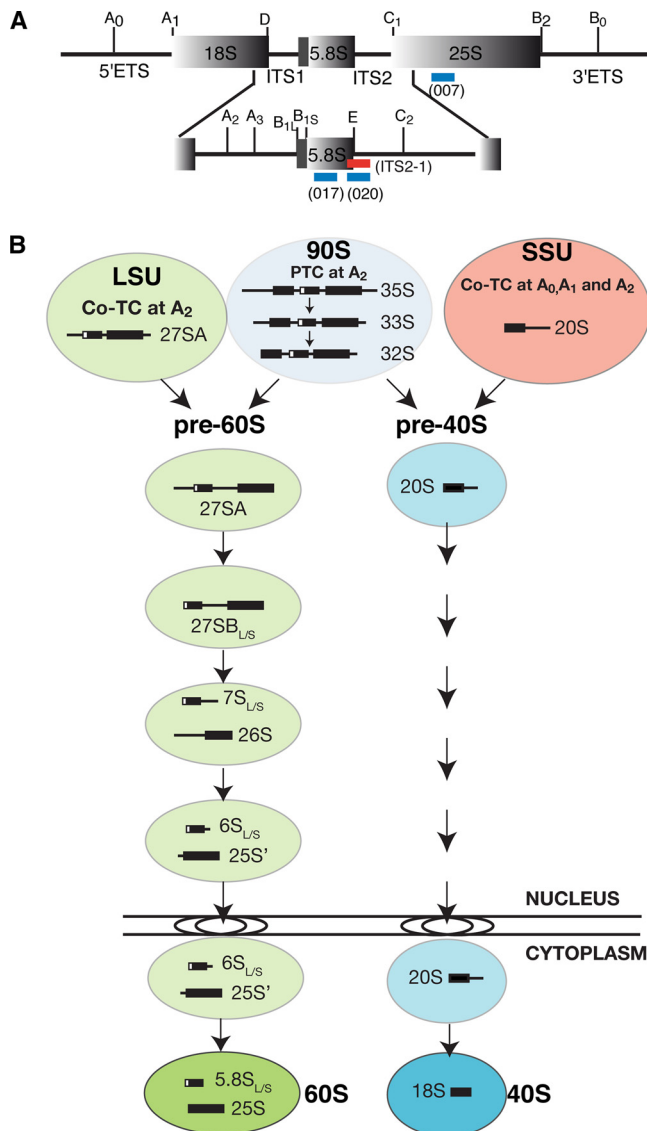 A
A0 A1 D C1 B2 B0
18S 5.8S 25S
5'ETS ITS1 ITS2 3'ETS
(007)
A2 A3 B1L B1S E C2
5.8S
(ITS2-1)
(017) (020)
B
LSU 90S SSU
Co-TC at A2 PTC at A2 Co-TC at A0,A1 and A2
27SA 35S 20S
33S
32S
pre-60S pre-40S
27SA 20S
27SBL/S
7SL/S
26S
6SL/S
25S'
NUCLEUS
CYTOPLASM
6SL/S 20S
25S'
5.8SL/S 60S 18S 40S
25S